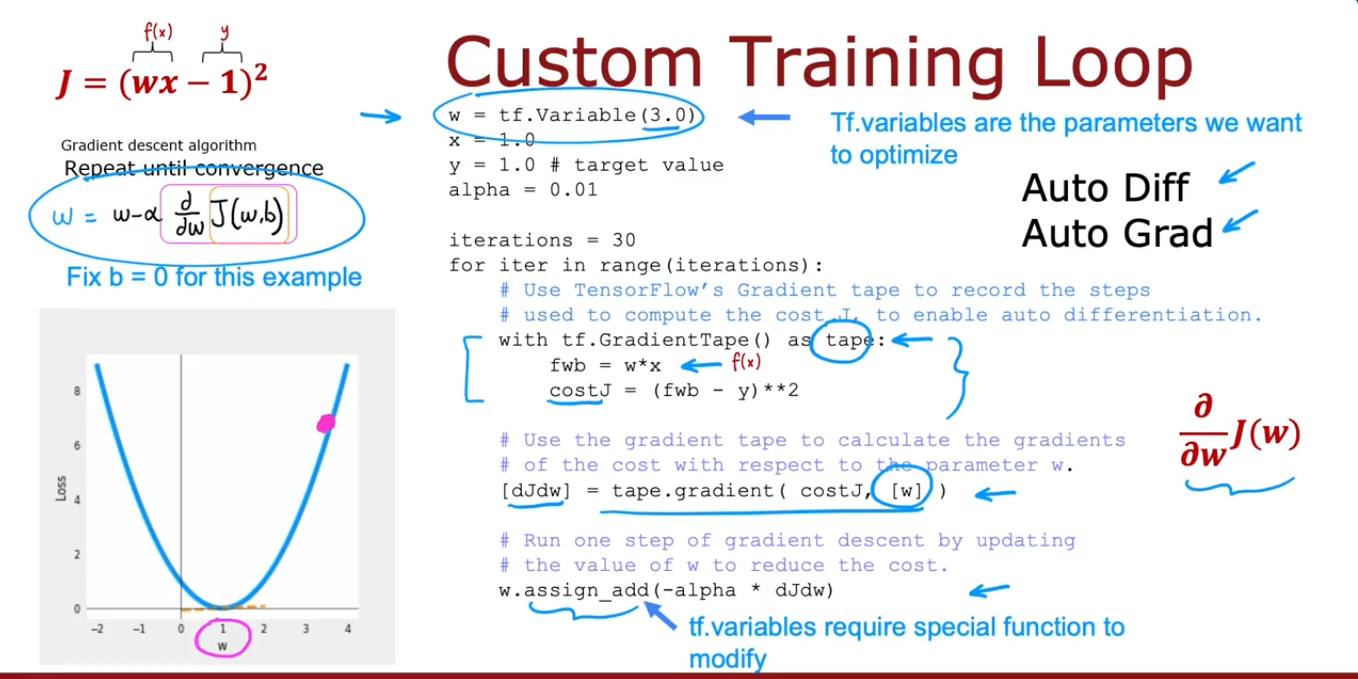 f(x) y
J = (wx − 1)²
Gradient descent algorithm
Repeat until convergence
w = w-α d/dw J(w,b)
Fix b = 0 for this example
Loss
8
6
4
2
0
−2 −1 0 1 2 3 4
w
Custom Training Loop
w = tf.Variable(3.0)
x = 1.0
y = 1.0 # target value
alpha = 0.01
Tf.variables are the parameters we want
to optimize
Auto Diff
Auto Grad
iterations = 30
for iter in range(iterations):
# Use TensorFlow’s Gradient tape to record the steps
# used to compute the cost J, to enable auto differentiation.
with tf.GradientTape() as tape:
fwb = w*x f(x)
costJ = (fwb - y)**2
# Use the gradient tape to calculate the gradients
# of the cost with respect to the parameter w.
[dJdw] = tape.gradient( costJ, [w] )
∂/∂w J(w)
# Run one step of gradient descent by updating
# the value of w to reduce the cost.
w.assign_add(-alpha * dJdw)
tf.variables require special function to
modify